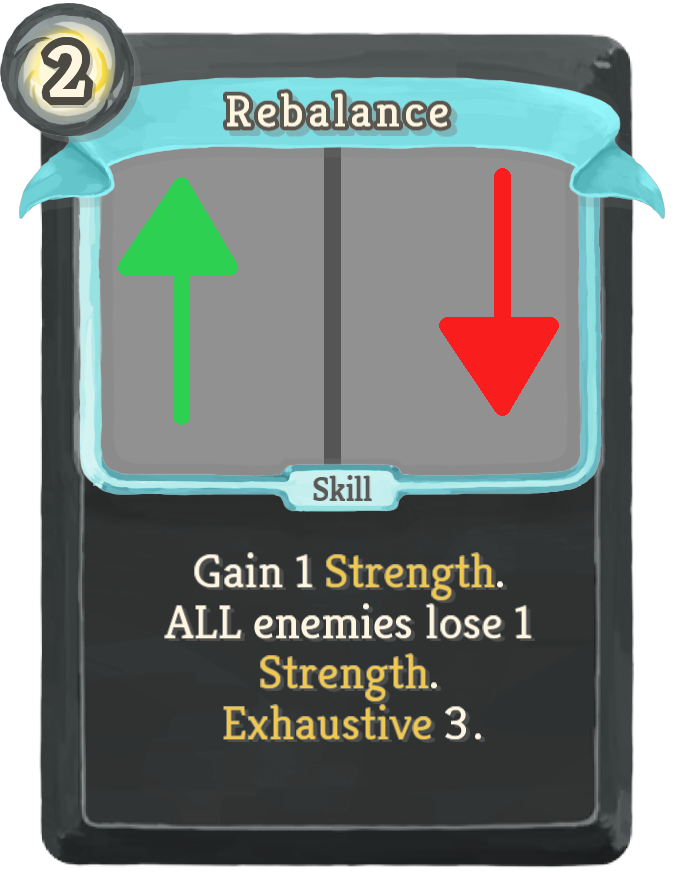 2
Rebalance
Skill
Gain 1 Strength.
ALL enemies lose 1
Strength.
Exhaustive 3.